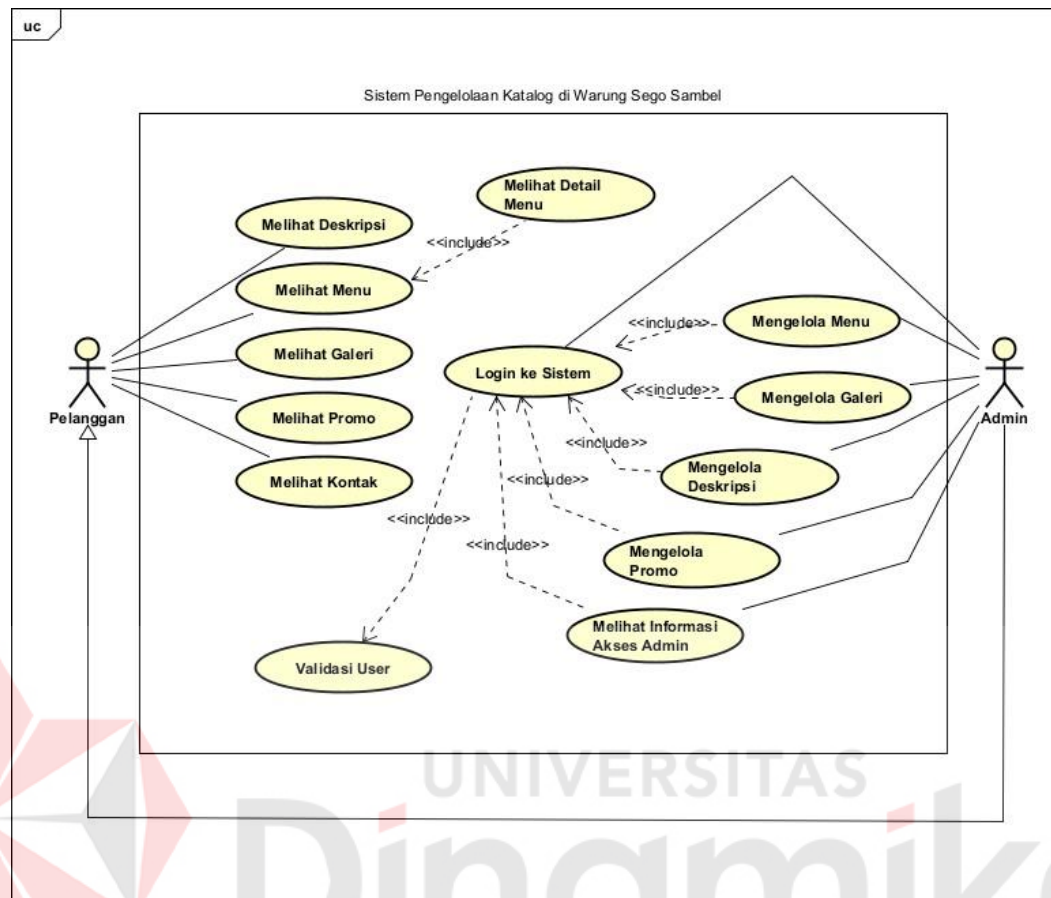 uc
Sistem Pengelolaan Katalog di Warung Sego Sambel
Melihat Detail
Menu
Melihat Deskripsi
<<include>>
Melihat Menu
<<include>>
Mengelola Menu
Melihat Galeri
Login ke Sistem
<<include>>
Mengelola Galeri
Pelanggan
Melihat Promo
Admin
<<include>>
Melihat Kontak
<<include>>
Mengelola
Deskripsi
<<include>>
<<include>>
Mengelola
Promo
Melihat Informasi
Akses Admin
Validasi User
UNIVERSITAS
Dinamika